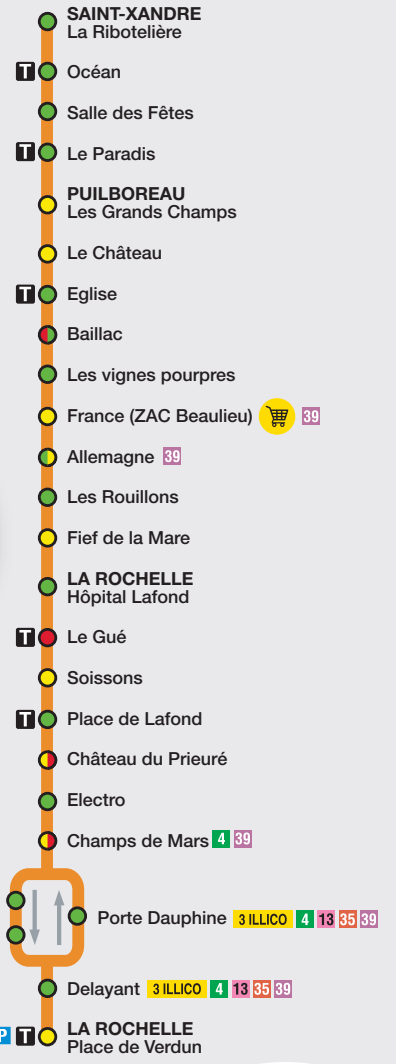 SAINT-XANDRE
La Ribotelière
T Océan
Salle des Fêtes
T Le Paradis
PUILBOREAU
Les Grands Champs
Le Château
T Eglise
Baillac
Les vignes pourpres
France (ZAC Beaulieu) 39
Allemagne 39
Les Rouillons
Fief de la Mare
LA ROCHELLE
Hôpital Lafond
T Le Gué
Soissons
T Place de Lafond
Château du Prieuré
Electro
Champs de Mars 4 39
Porte Dauphine 3 ILLICO 4 13 35 39
Delayant 3 ILLICO 4 13 35 39
P T LA ROCHELLE
Place de Verdun